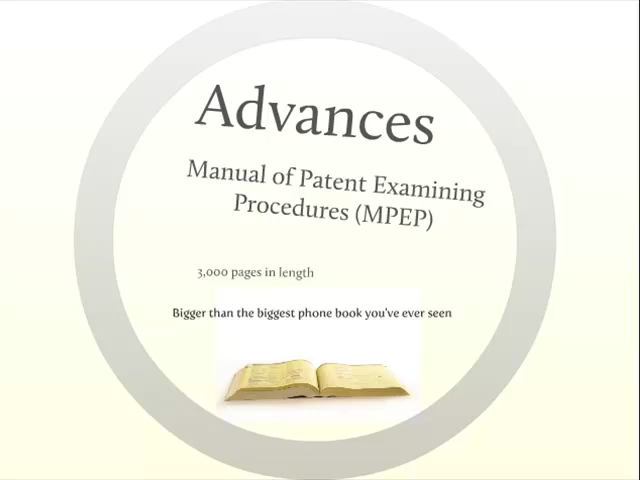 Advances
Manual of Patent Examining
Procedures (MPEP)
3,000 pages in length
Bigger than the biggest phone book you've ever seen